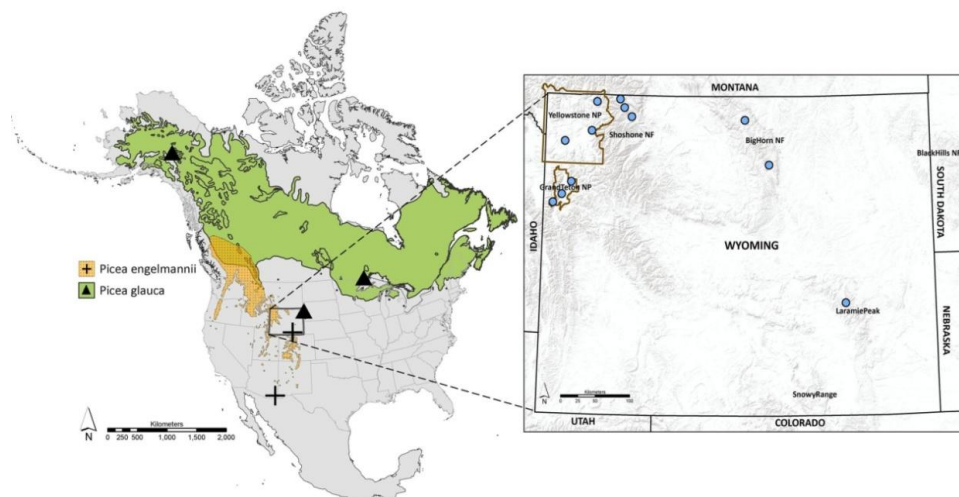 Picea engelmannii
Picea glauca
N
Kilometers
0 250 500 1,000 1,500 2,000
MONTANA
Yellowstone NP
Shoshone NF
BigHorn NF
BlackHills NF
GrandTeton NP
SOUTH DAKOTA
IDAHO
WYOMING
LaramiePeak
NEBRASKA
Kilometers
SnowyRange
N
UTAH
COLORADO